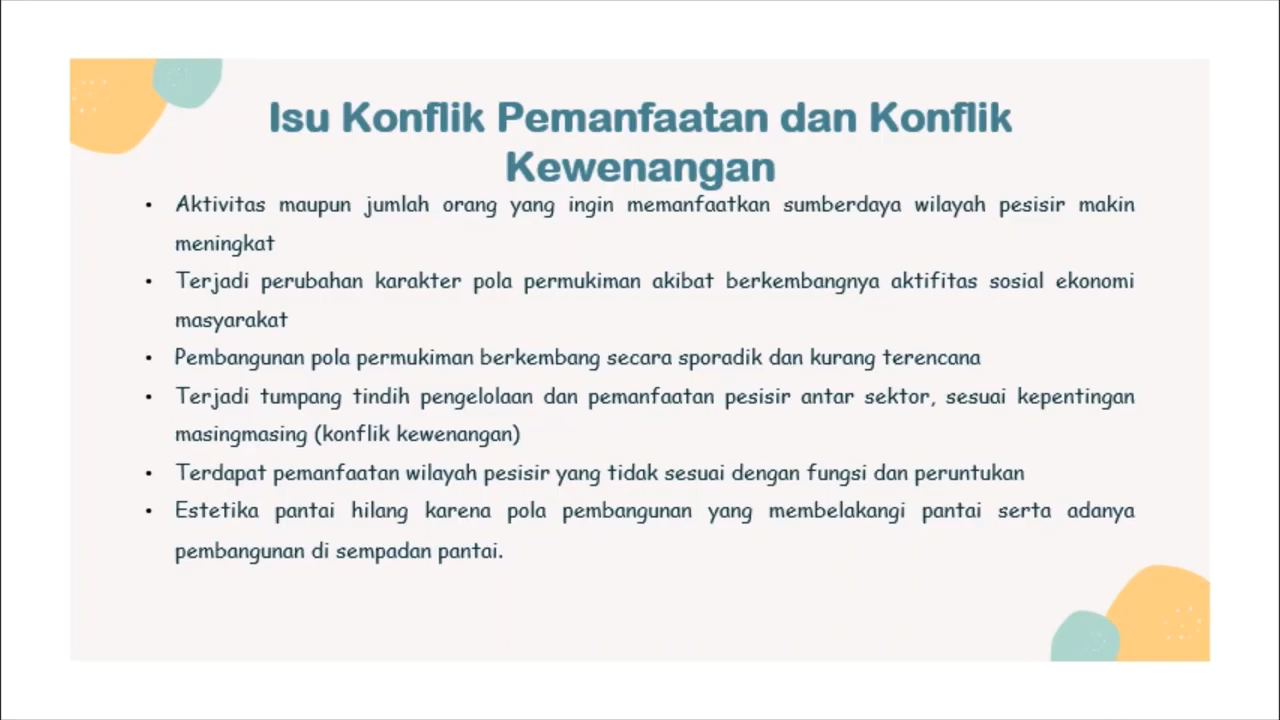 Isu Konflik Pemanfaatan dan Konflik
Kewenangan
• Aktivitas maupun jumlah orang yang ingin memanfaatkan sumberdaya wilayah pesisir makin
meningkat
• Terjadi perubahan karakter pola permukiman akibat berkembangnya aktifitas sosial ekonomi
masyarakat
• Pembangunan pola permukiman berkembang secara sporadik dan kurang terencana
• Terjadi tumpang tindih pengelolaan dan pemanfaatan pesisir antar sektor, sesuai kepentingan
masingmasing (konflik kewenangan)
• Terdapat pemanfaatan wilayah pesisir yang tidak sesuai dengan fungsi dan peruntukan
• Estetika pantai hilang karena pola pembangunan yang membelakangi pantai serta adanya
pembangunan di sempadan pantai.